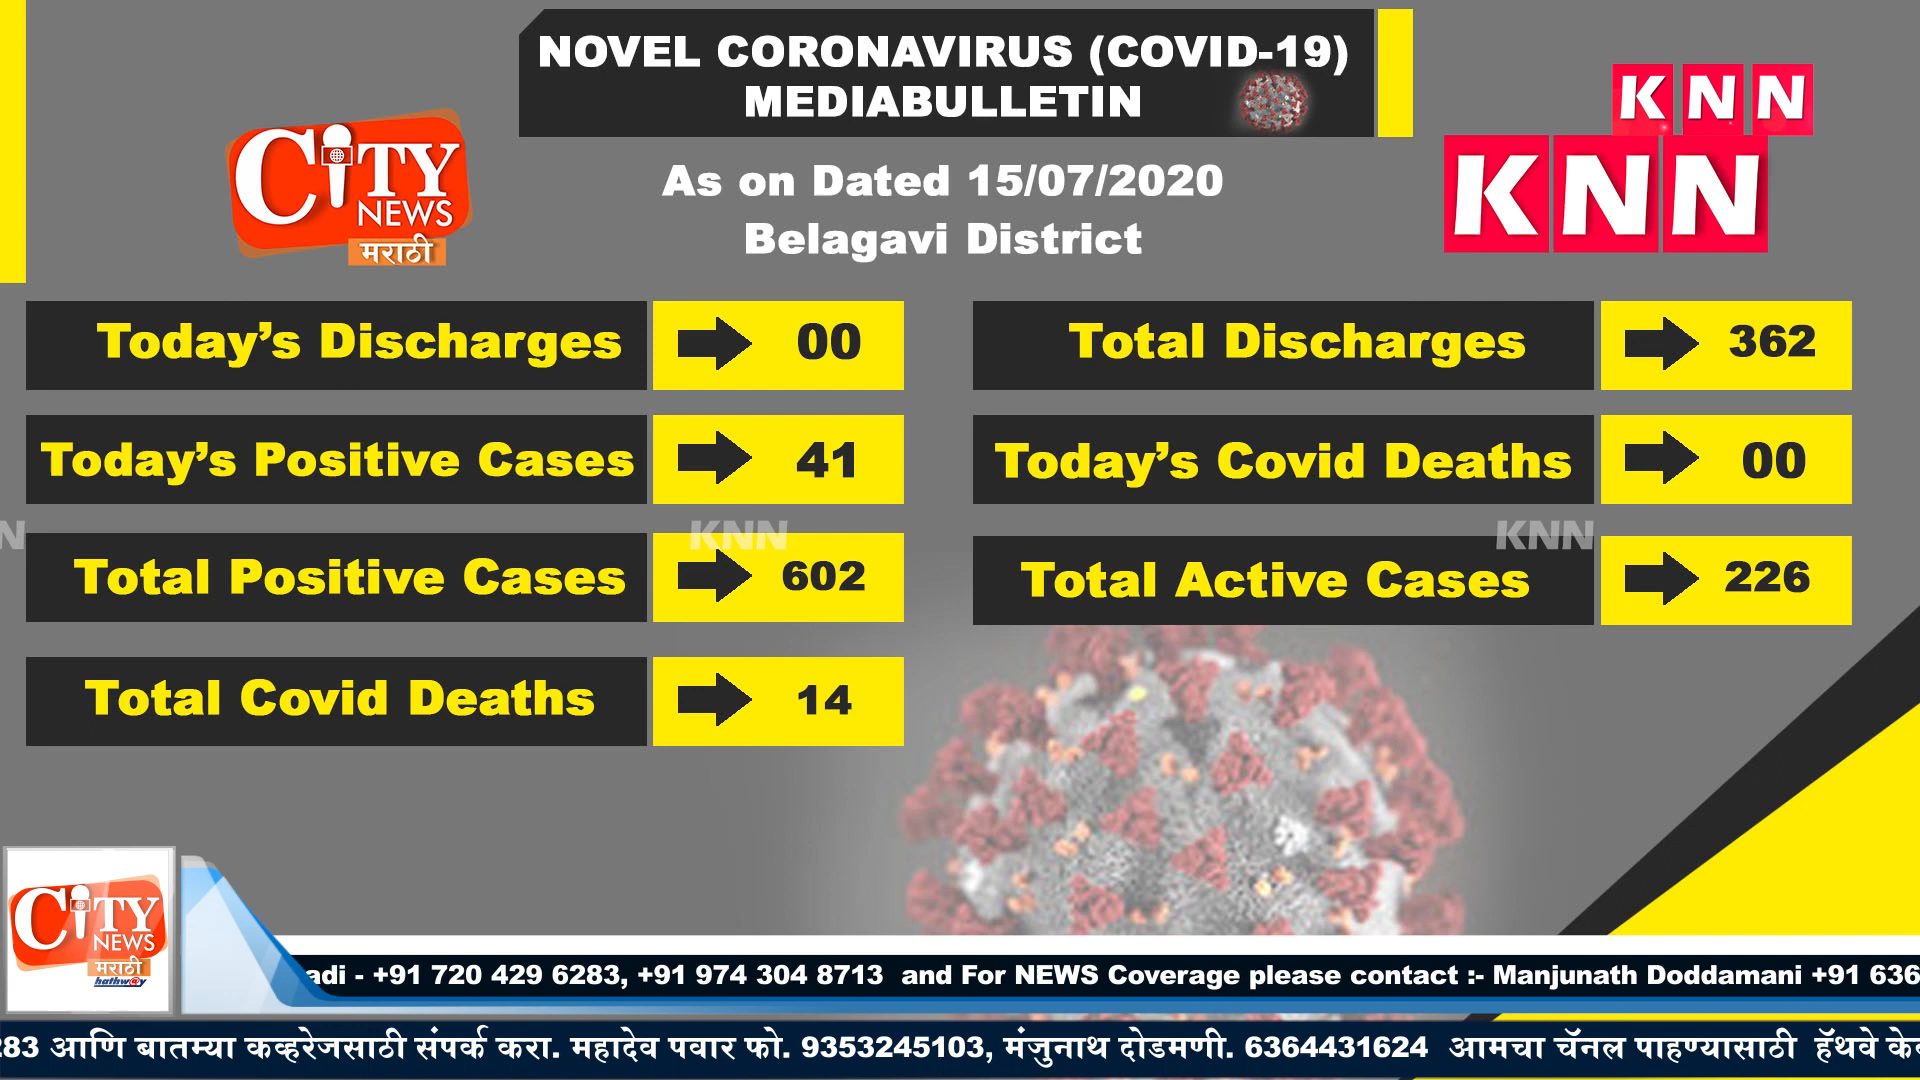 NOVEL CORONAVIRUS (COVID-19)
MEDIABULLETIN
CiTY
NEWS
मराठी
KNN
KNN
As on Dated 15/07/2020
Belagavi District
Today’s Discharges 00
Total Discharges 362
Today’s Positive Cases 41
Today’s Covid Deaths 00
N KNN KNN
Total Positive Cases 602
Total Active Cases 226
Total Covid Deaths 14
CiTY
NEWS
मराठी
hathw@y
adi - +91 720 429 6283, +91 974 304 8713 and For NEWS Coverage please contact :- Manjunath Doddamani +91 636
283 आणि बातम्या कव्हरेजसाठी संपर्क करा. महादेव पवार फो. 9353245103, मंजुनाथ दोडमणी. 6364431624 आमचा चॅनल पाहण्यासाठी हॅथवे के